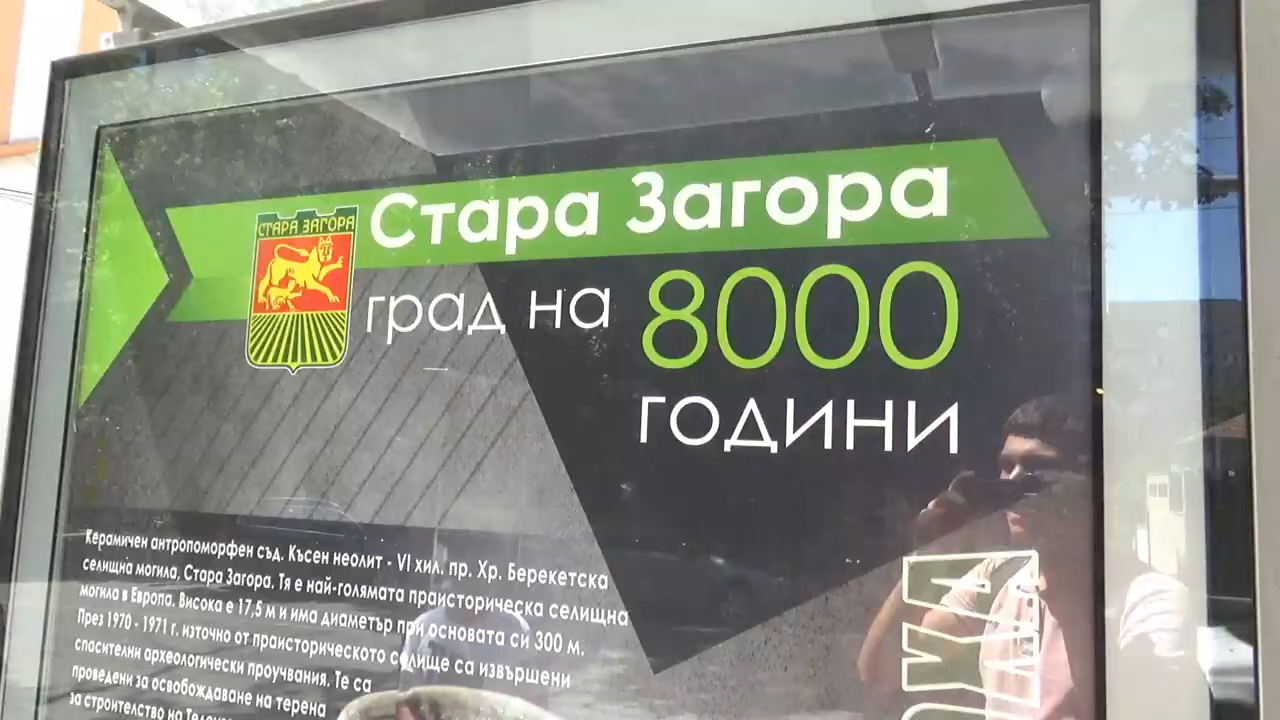 СТАРА ЗАГОРА
Стара Загора
град на 8000
години
Керамичен антропоморфен съд. Късен неолит - VI хил. пр. Хр. Берекетска
селищна могила, Стара Загора. Тя е най-голямата праисторическа селищна
могила в Европа. Висока е 17,5 м и има диаметър при основата си 300 м.
През 1970 - 1971 г. източно от праисторическото селище са извършени
спасителни археологически проучвания. Те са
проведени за освобождаване на терена
за строителство на